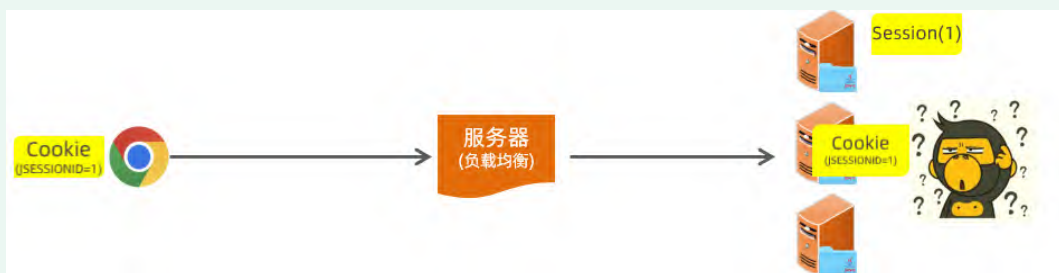 Session(1)
Cookie
(JSESSIONID=1)
服务器
(负载均衡)
Cookie
(JSESSIONID=1)